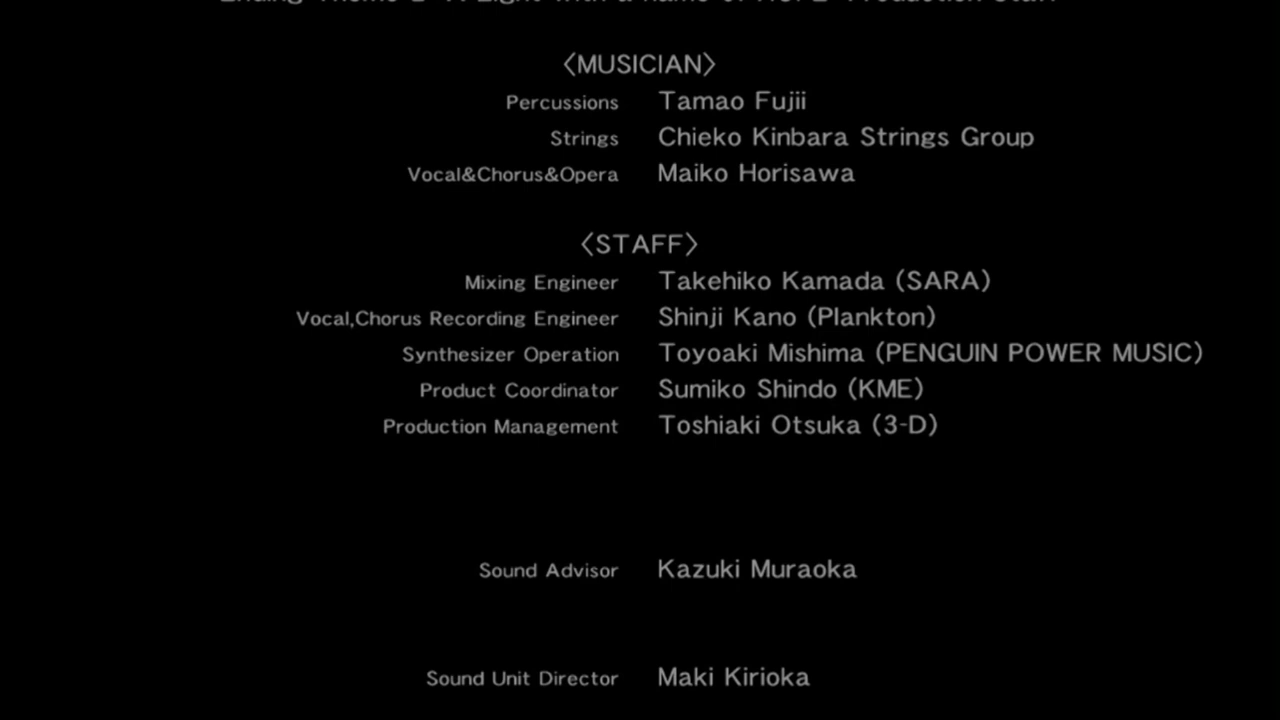 〈MUSICIAN〉
Percussions Tamao Fujii
Strings Chieko Kinbara Strings Group
Vocal&Chorus&Opera Maiko Horisawa
〈STAFF〉
Mixing Engineer Takehiko Kamada (SARA)
Vocal,Chorus Recording Engineer Shinji Kano (Plankton)
Synthesizer Operation Toyoaki Mishima (PENGUIN POWER MUSIC)
Product Coordinator Sumiko Shindo (KME)
Production Management Toshiaki Otsuka (3-D)
Sound Advisor Kazuki Muraoka
Sound Unit Director Maki Kirioka